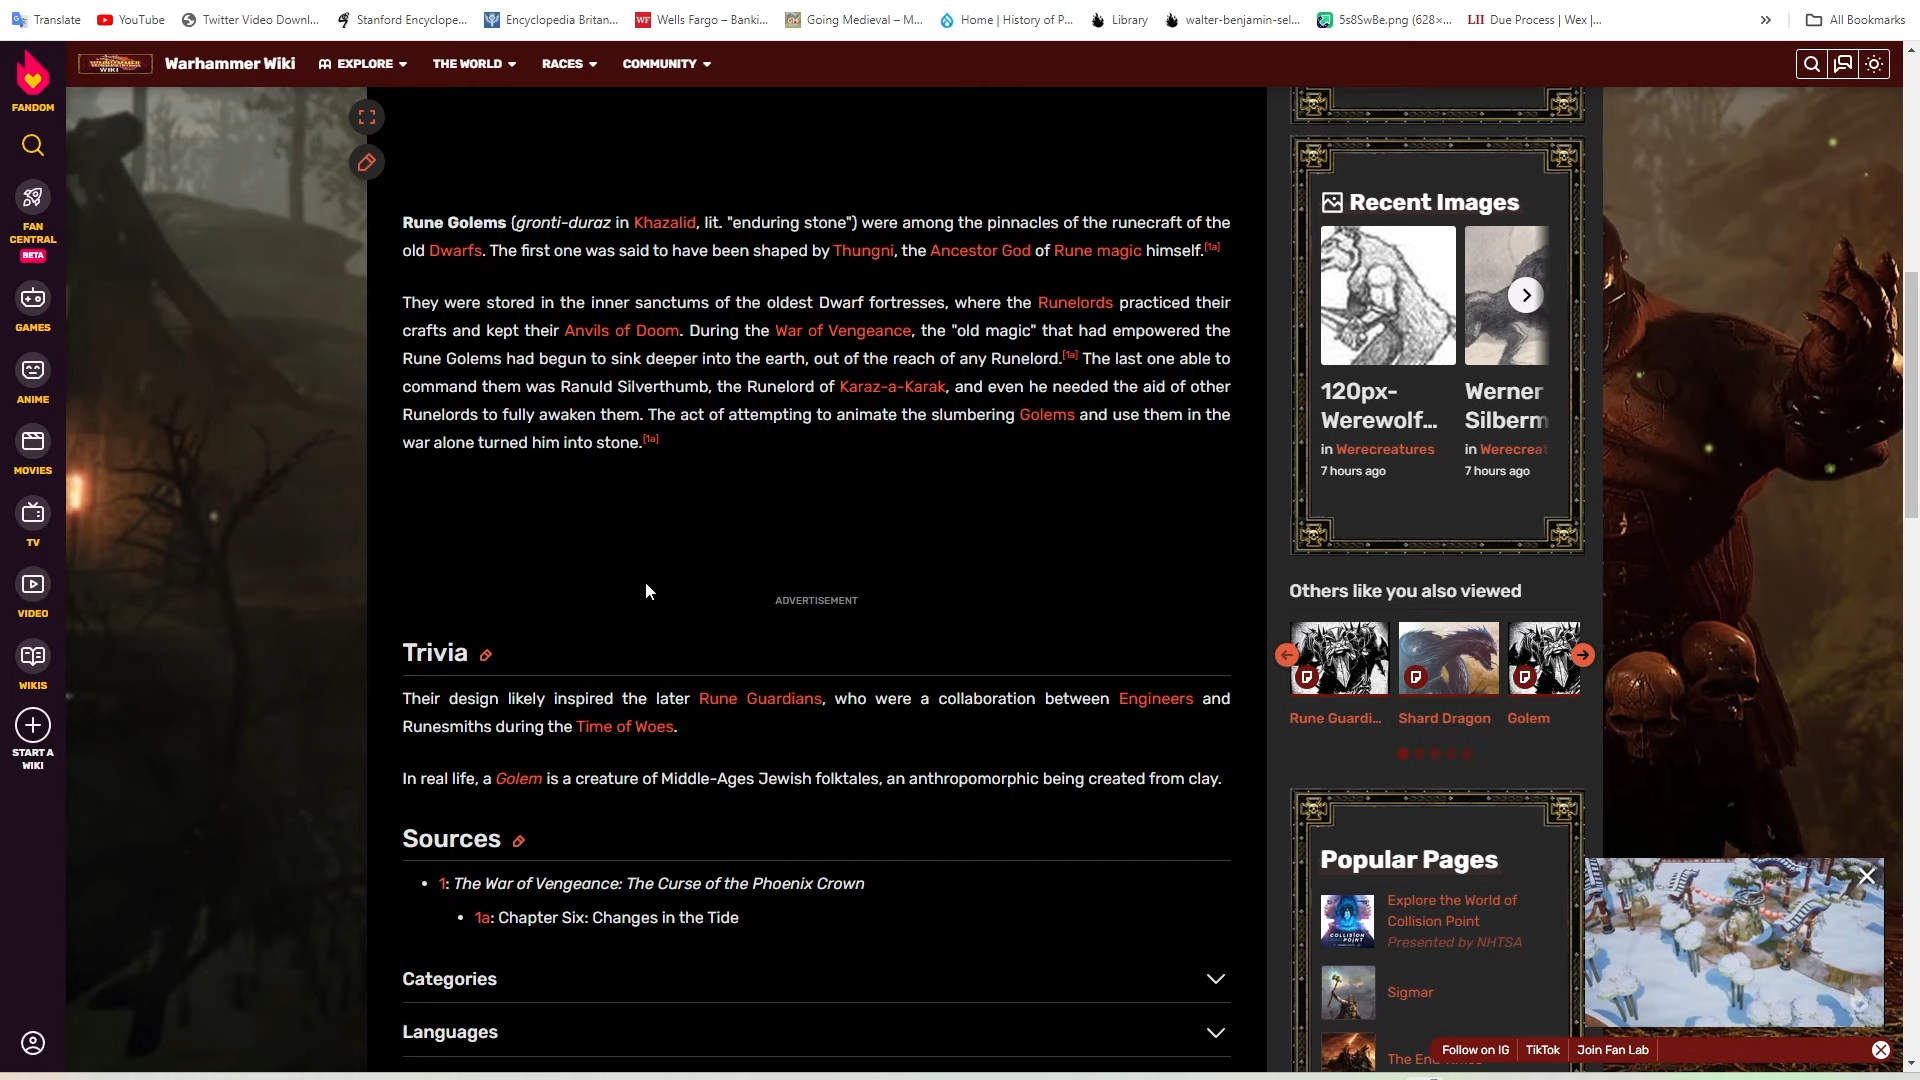 Translate
YouTube
Twitter Video Downl...
Stanford Encyclope...
Encyclopedia Britan...
Wells Fargo – Banki...
Going Medieval – M...
Home | History of P...
Library
walter-benjamin-sel...
5s8SwBe.png (628×...
LII Due Process | Wex |...
All Bookmarks
WARHAMMER WIKI
Warhammer Wiki
EXPLORE
THE WORLD
RACES
COMMUNITY
FANDOM
FAN CENTRAL
BETA
GAMES
ANIME
MOVIES
TV
VIDEO
WIKIS
START A
WIKI
Rune Golems (gronti-duraz in Khazalid, lit. "enduring stone") were among the pinnacles of the runecraft of the
old Dwarfs. The first one was said to have been shaped by Thungni, the Ancestor God of Rune magic himself.[1a]
They were stored in the inner sanctums of the oldest Dwarf fortresses, where the Runelords practiced their
crafts and kept their Anvils of Doom. During the War of Vengeance, the "old magic" that had empowered the
Rune Golems had begun to sink deeper into the earth, out of the reach of any Runelord.[1a] The last one able to
command them was Ranuld Silverthumb, the Runelord of Karaz-a-Karak, and even he needed the aid of other
Runelords to fully awaken them. The act of attempting to animate the slumbering Golems and use them in the
war alone turned him into stone.[1a]
ADVERTISEMENT
Trivia
Their design likely inspired the later Rune Guardians, who were a collaboration between Engineers and
Runesmiths during the Time of Woes.
In real life, a Golem is a creature of Middle-Ages Jewish folktales, an anthropomorphic being created from clay.
Sources
• 1: The War of Vengeance: The Curse of the Phoenix Crown
• 1a: Chapter Six: Changes in the Tide
Categories
Languages
Recent Images
120px-
Werewolf...
in Werecreatures
7 hours ago
Werner
Silberm
in Werecreat
7 hours ago
Others like you also viewed
Rune Guardi...
Shard Dragon
Golem
Popular Pages
Explore the World of
Collision Point
Presented by NHTSA
Sigmar
The End
Follow on IG
TikTok
Join Fan Lab